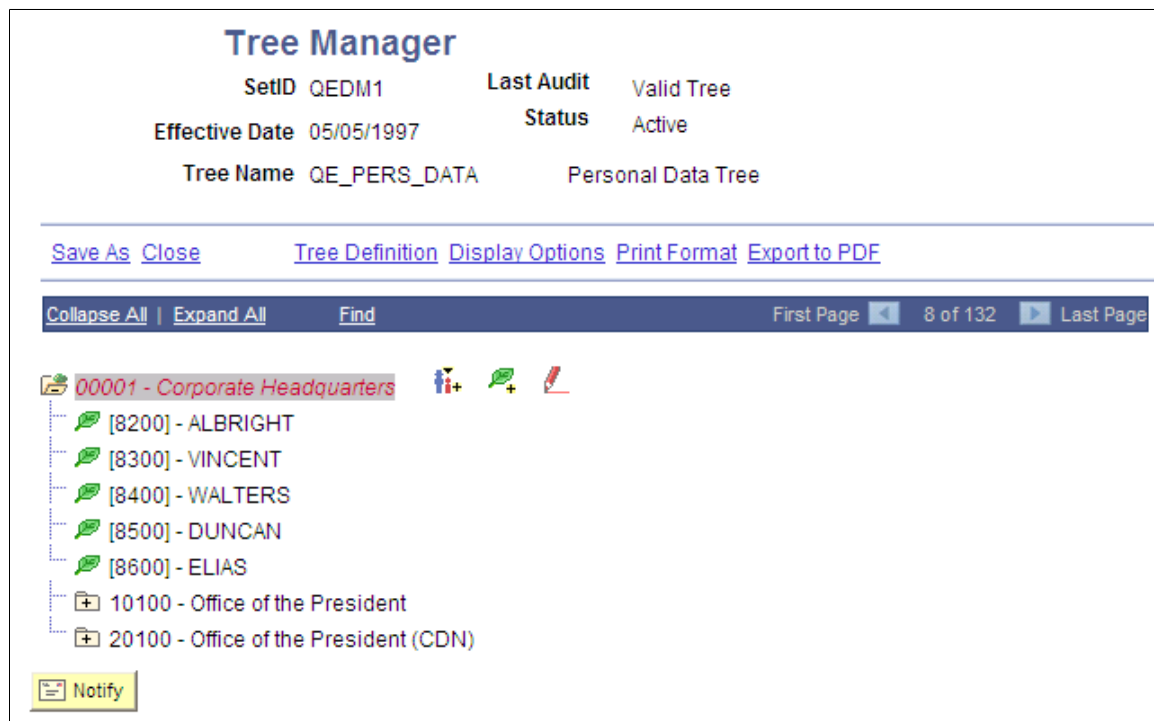 Tree Manager
SetID QEDM1 Last Audit Valid Tree
Effective Date 05/05/1997 Status Active
Tree Name QE_PERS_DATA Personal Data Tree
Save As Close Tree Definition Display Options Print Format Export to PDF
Collapse All | Expand All Find First Page 8 of 132 Last Page
00001 - Corporate Headquarters
[8200] - ALBRIGHT
[8300] - VINCENT
[8400] - WALTERS
[8500] - DUNCAN
[8600] - ELIAS
10100 - Office of the President
20100 - Office of the President (CDN)
Notify